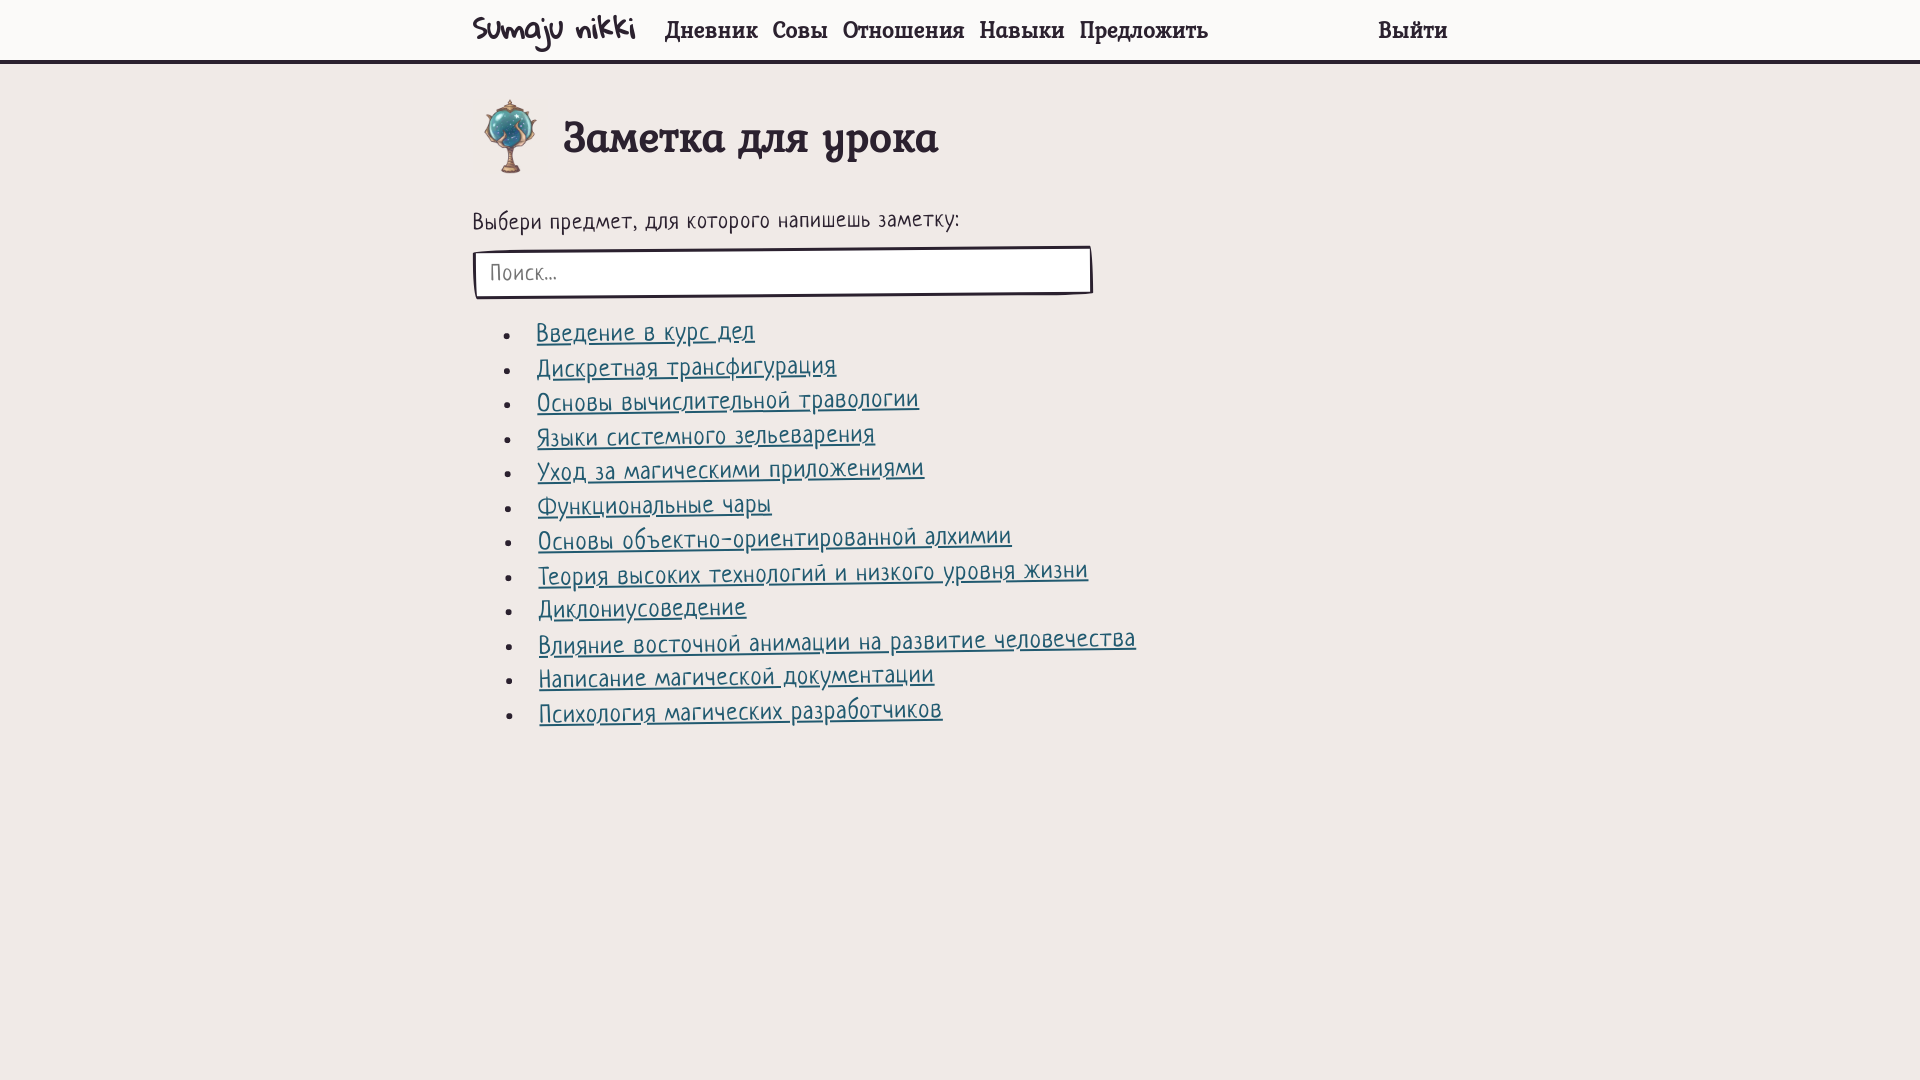 Sumaju nikki Дневник Совы Отношения Навыки Предложить Выйти
Заметка для урока
Выбери предмет, для которого напишешь заметку:
Поиск...
Введение в курс дел
Дискретная трансфигурация
Основы вычислительной травологии
Языки системного зельеварения
Уход за магическими приложениями
Функциональные чары
Основы объектно-ориентированной алхимии
Теория высоких технологий и низкого уровня жизни
Диклониусоведение
Влияние восточной анимации на развитие человечества
Написание магической документации
Психология магических разработчиков